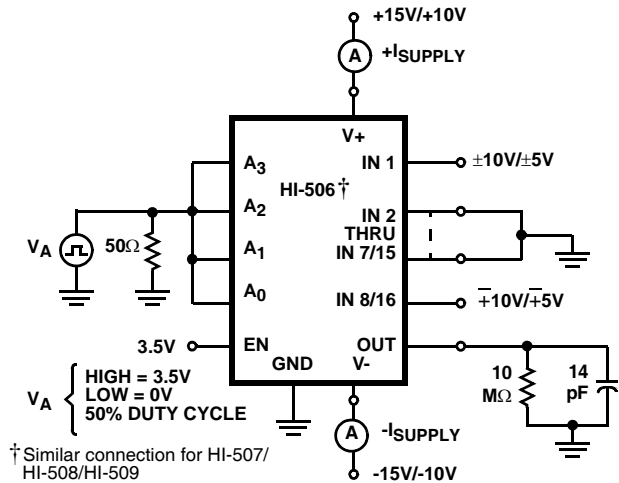 +15V/+10V
A
+ISUPPLY
V+
A3
IN 1
±10V/±5V
HI-506†
A2
IN 2
THRU
VA
50Ω
A1
IN 7/15
A0
IN 8/16
∓10V/∓5V
3.5V
EN
OUT
GND
V-
10
MΩ
14
pF
VA
HIGH = 3.5V
LOW = 0V
50% DUTY CYCLE
A
-ISUPPLY
†Similar connection for HI-507/
HI-508/HI-509
-15V/-10V